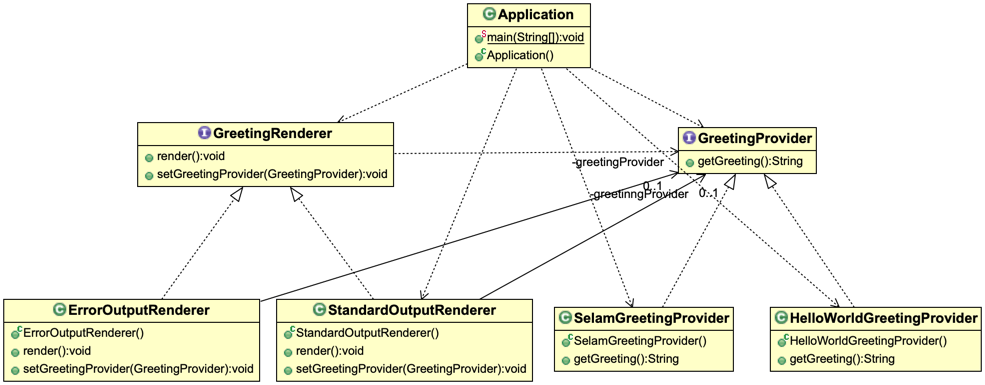 Application
main(String[]):void
Application()
GreetingRenderer
render():void
setGreetingProvider(GreetingProvider):void
GreetingProvider
getGreeting():String
-greetingProvider
0..1
-greetinngProvider
0..1
ErrorOutputRenderer
ErrorOutputRenderer()
render():void
setGreetingProvider(GreetingProvider):void
StandardOutputRenderer
StandardOutputRenderer()
render():void
setGreetingProvider(GreetingProvider):void
SelamGreetingProvider
SelamGreetingProvider()
getGreeting():String
HelloWorldGreetingProvider
HelloWorldGreetingProvider()
getGreeting():String